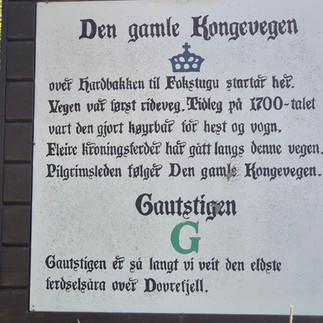 Den gamle Kongevegen
over Hardbakken til Fokstugu startar her.
Vegen var først rideveg. Tidleg på 1700-talet
vart den gjort køyrbar for hest og vogn.
Fleire kroningsferder har gått langs denne vegen.
Pilgrimsleden følger Den gamle Kongevegen.
Gautstigen
G
Gautstigen er så langt vi veit den eldste
ferdselsåra over Dovrefjell.